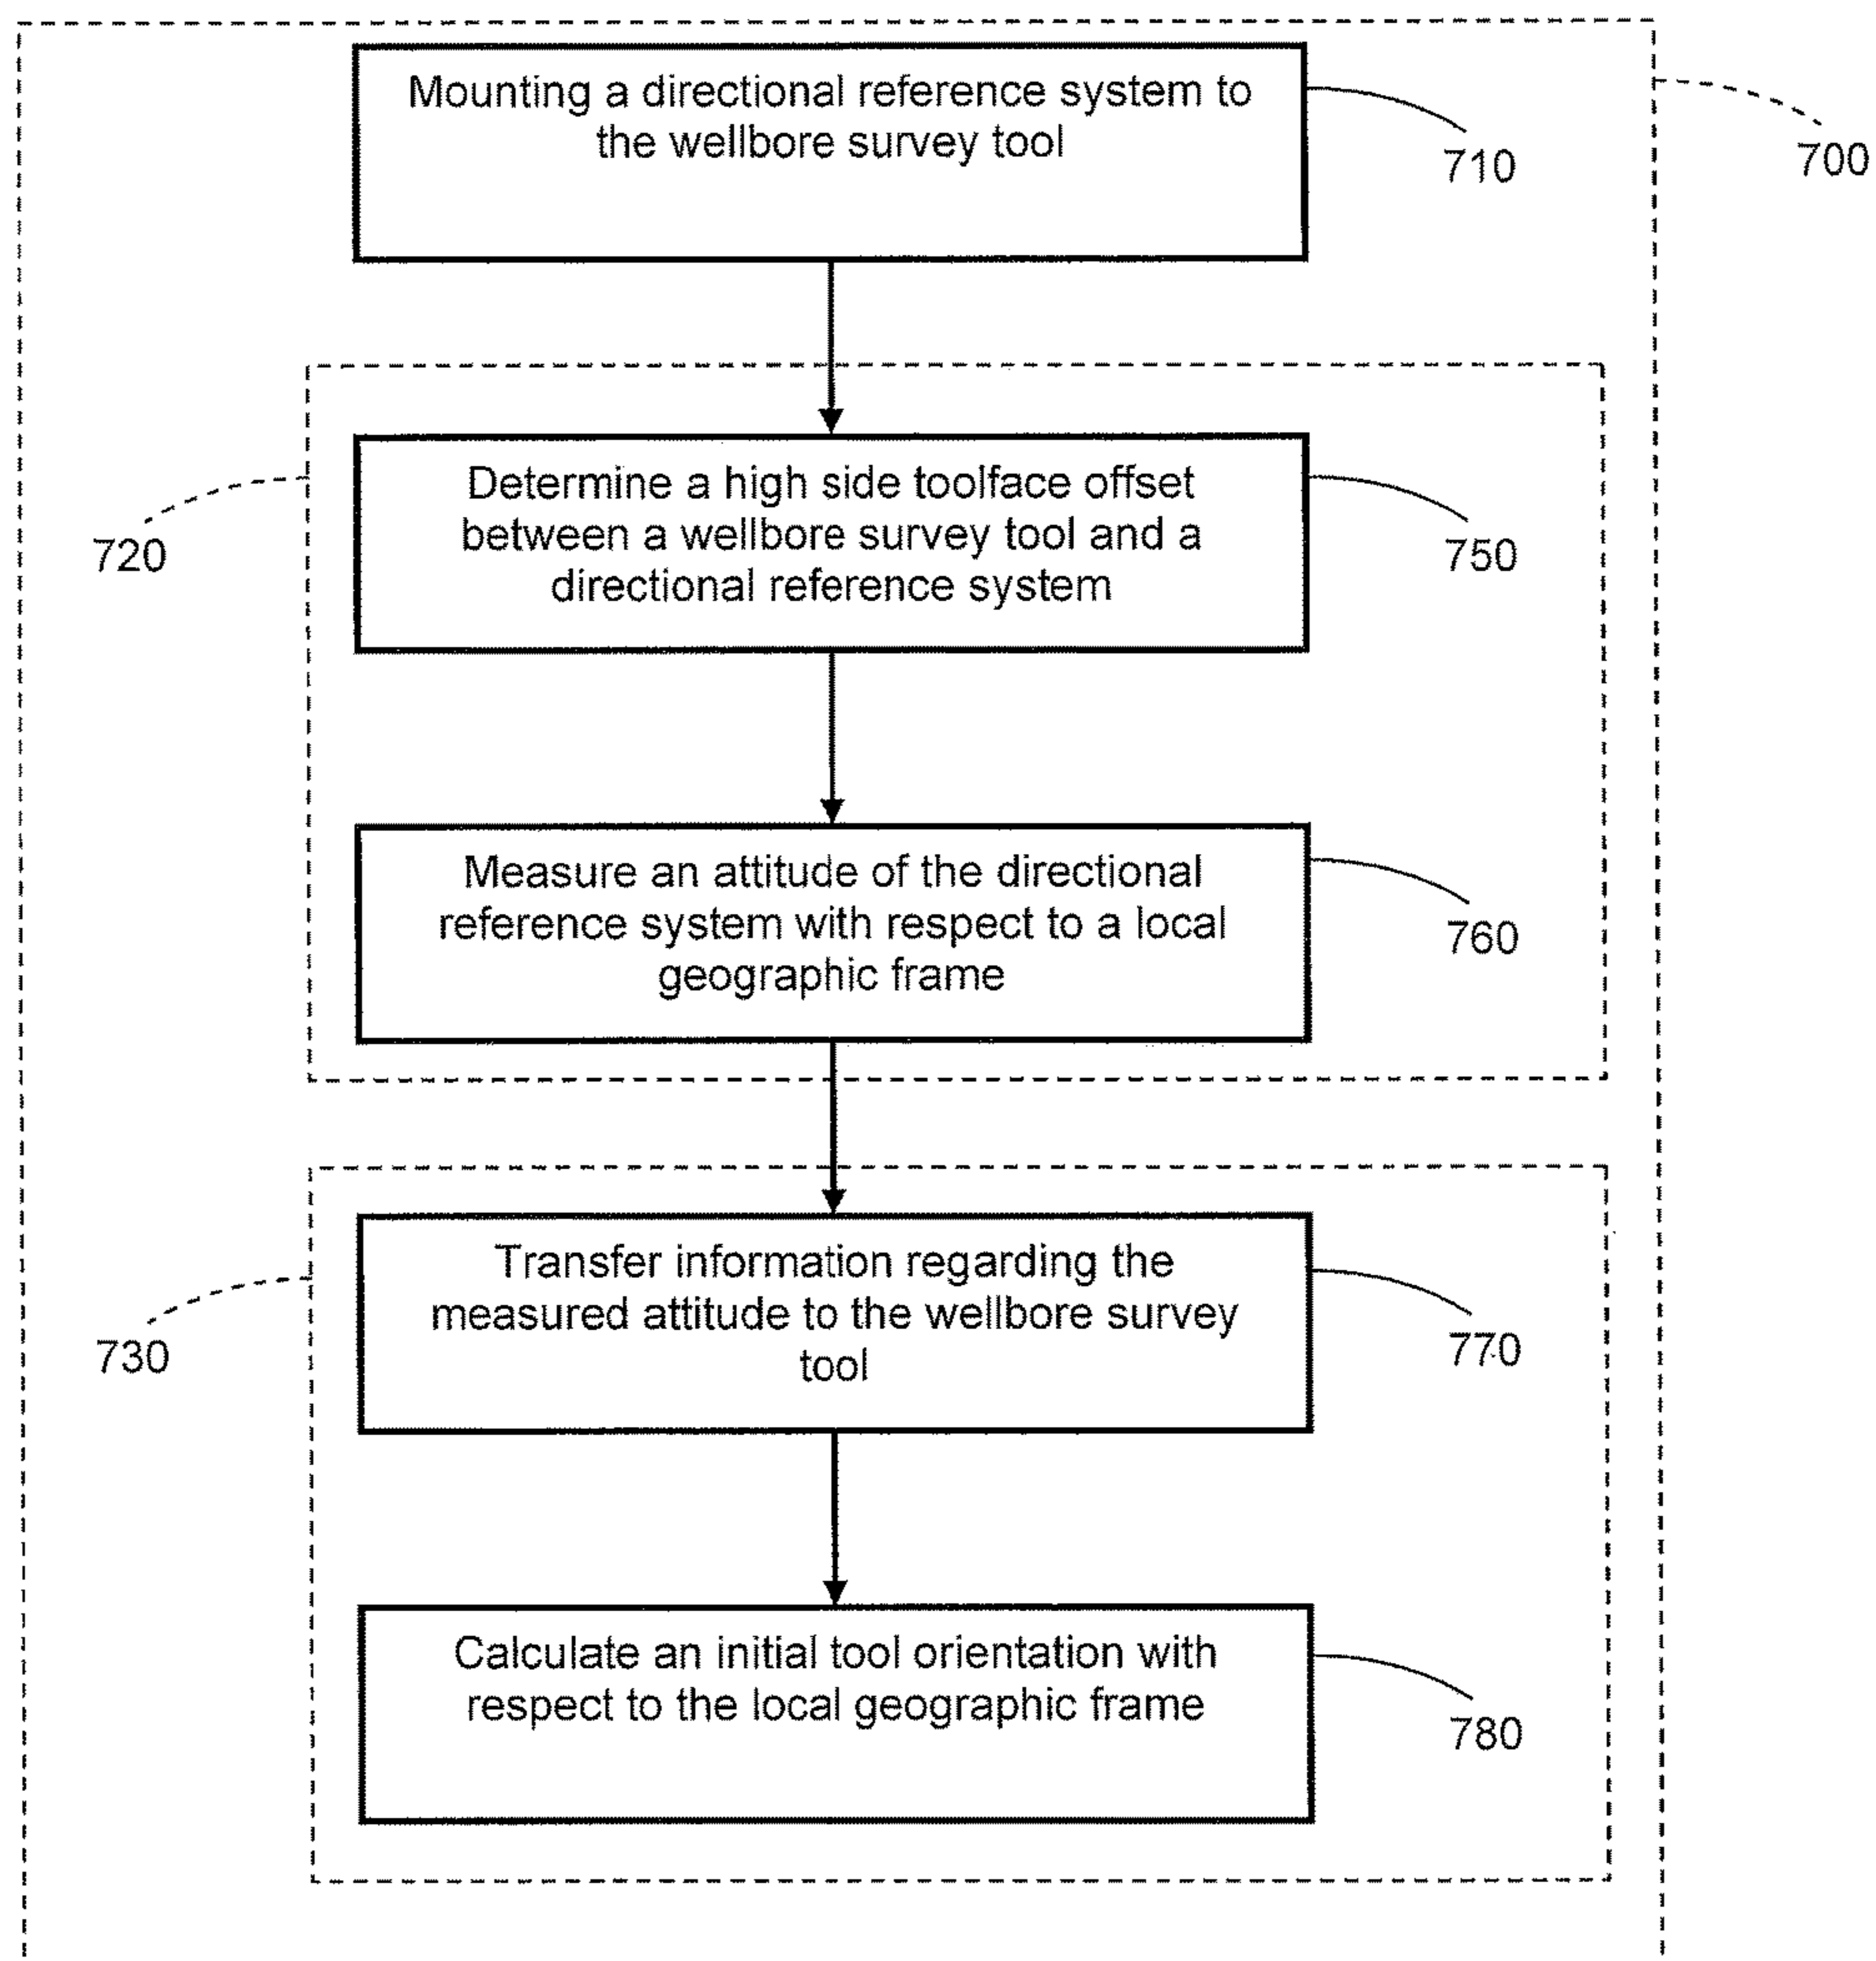 Mounting a directional reference system to
the wellbore survey tool
710
700
Determine a high side toolface offset
between a wellbore survey tool and a
directional reference system
720
750
Measure an attitude of the directional
reference system with respect to a local
geographic frame
760
Transfer information regarding the
measured attitude to the wellbore survey
tool
730
770
Calculate an initial tool orientation with
respect to the local geographic frame
780